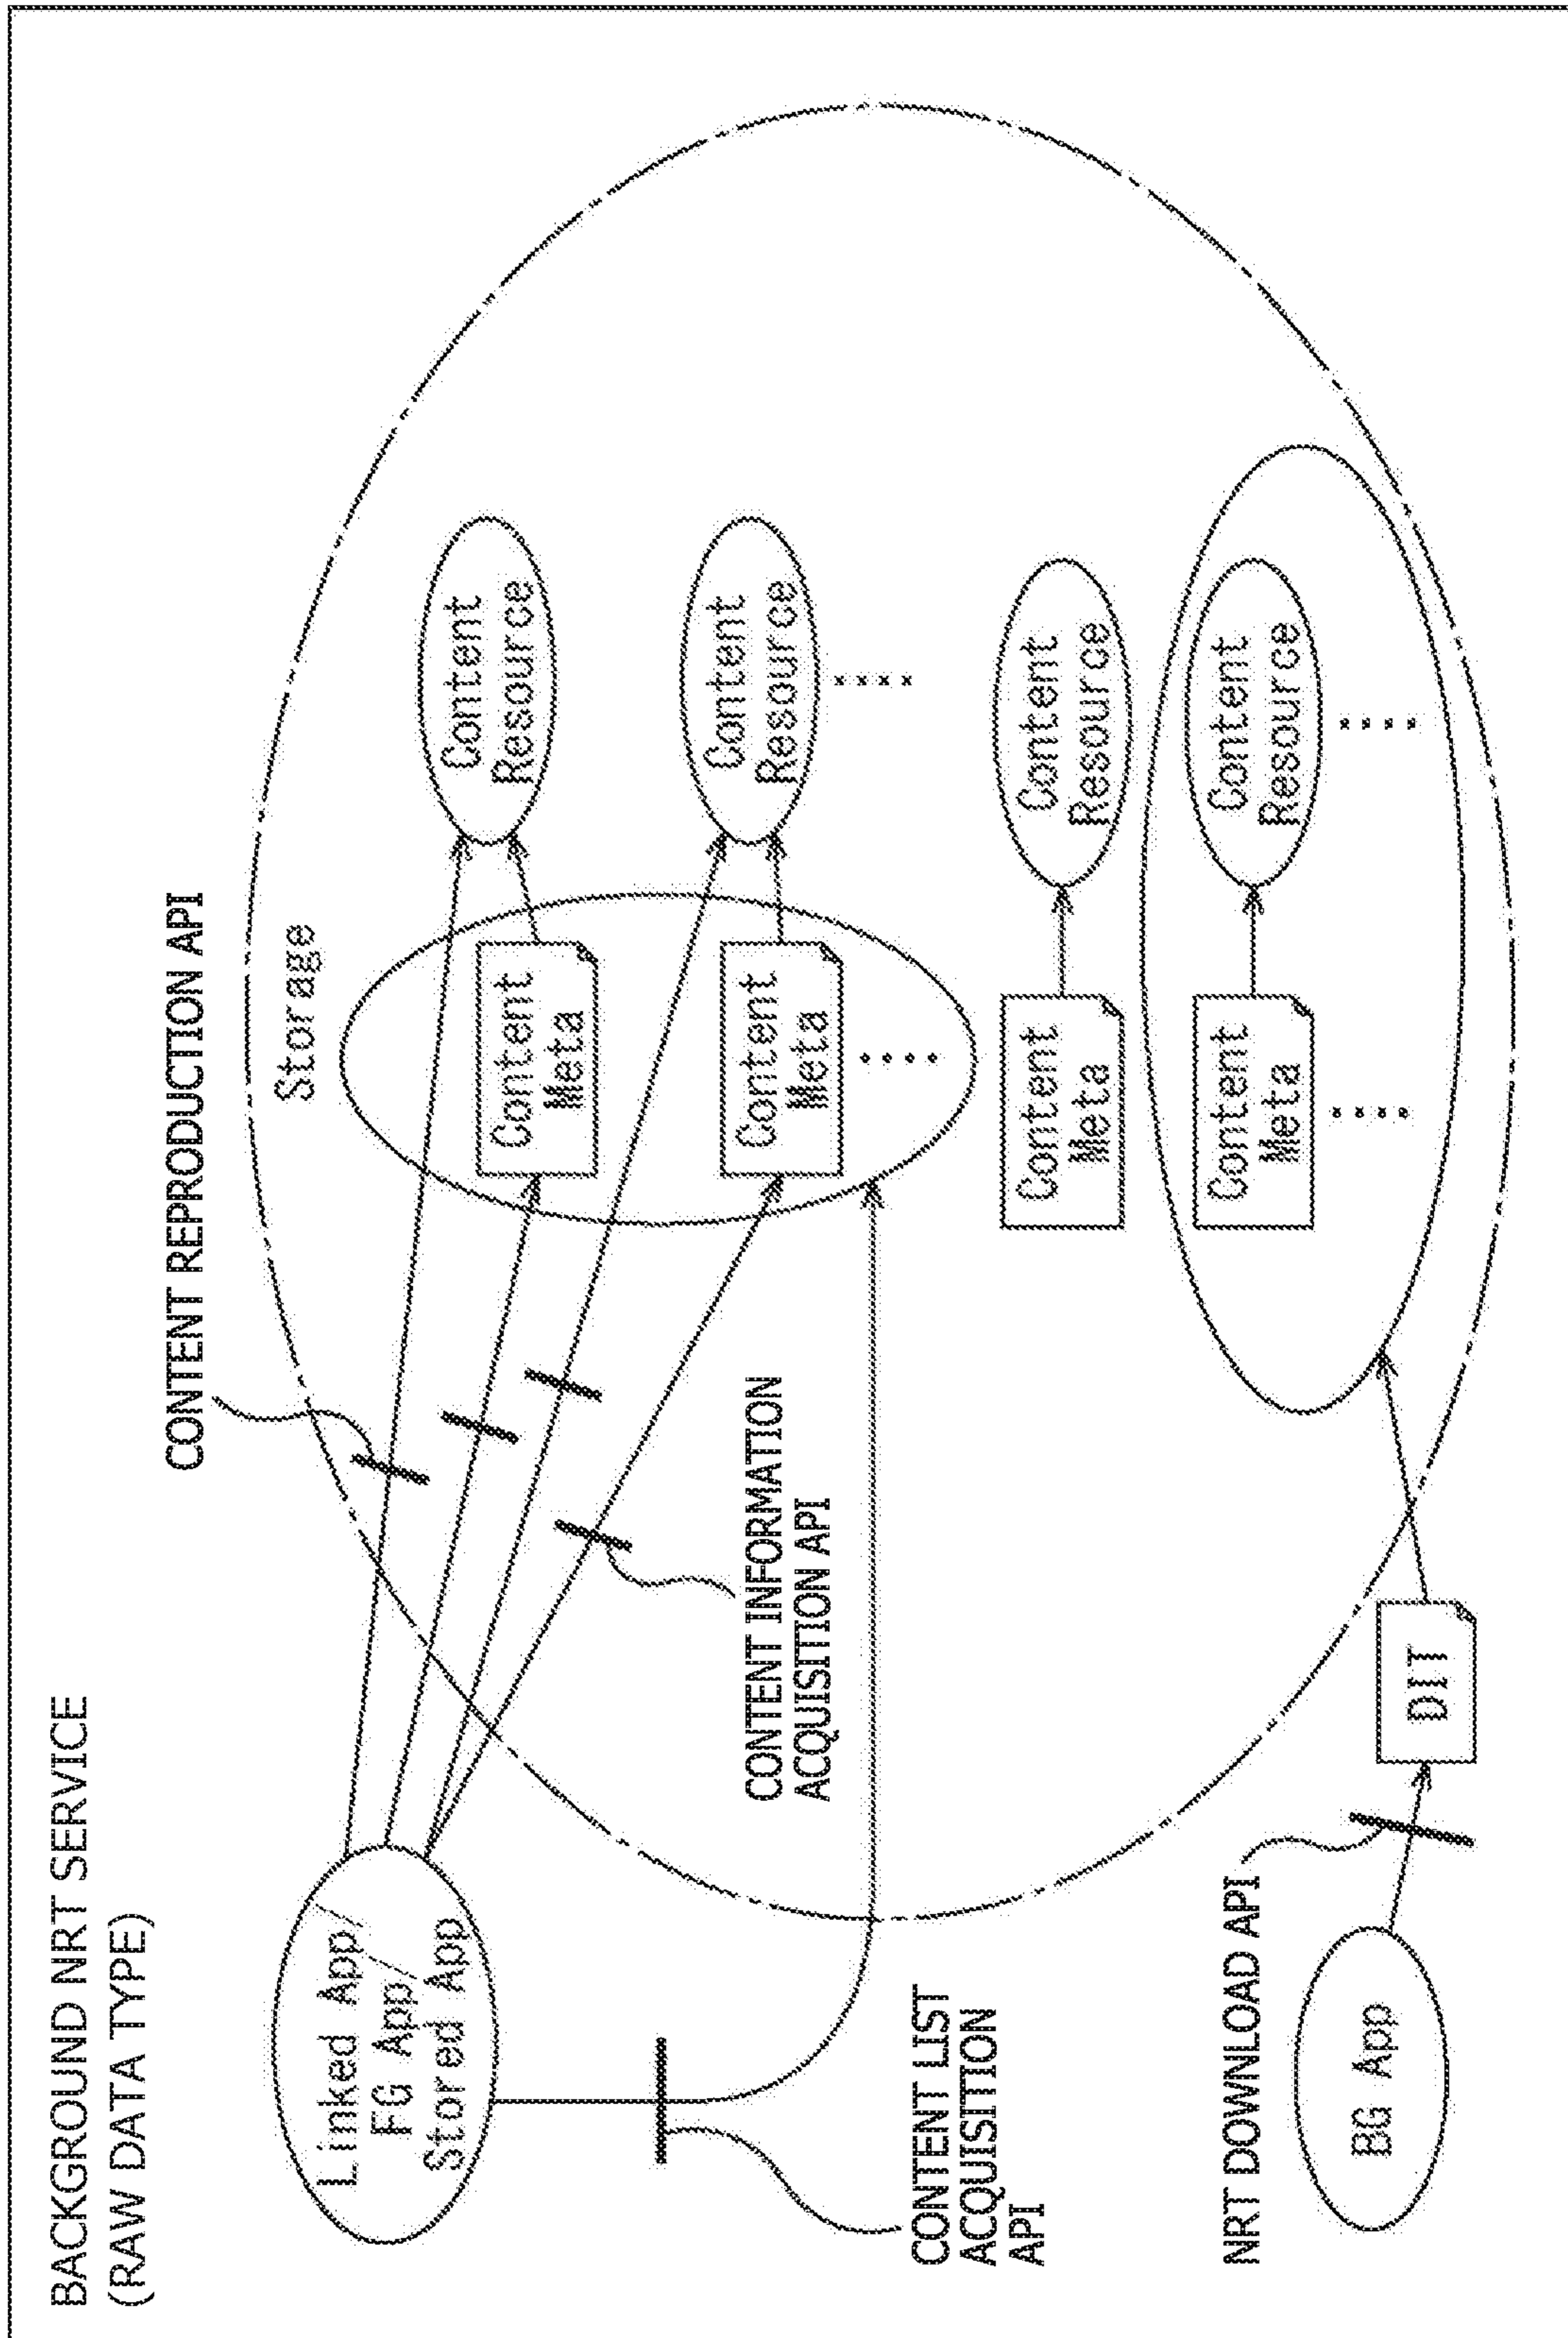 BACKGROUND NRT SERVICE
(RAW DATA TYPE)
CONTENT REPRODUCTION API
Storage
Linked App/
FG App/
Stored App
Content
Meta
Content
Resource
Content
Meta
Content
Resource
CONTENT INFORMATION
ACQUISITION API
CONTENT LIST
ACQUISITION
API
Content
Meta
Content
Resource
NRT DOWNLOAD API
BG App
DIT
Content
Meta
Content
Resource